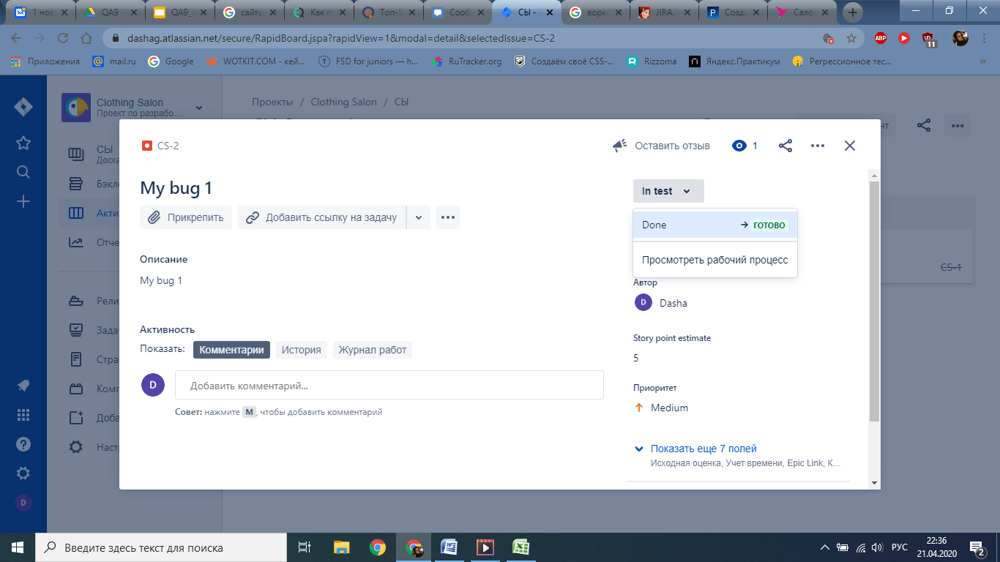 1 нов
QA9 -
QA9_
сайть
Как п
Топ-5
Сооб
СЫ -
ворк
JIRA.
Созд
Сало
dashag.atlassian.net/secure/RapidBoard.jspa?rapidView=1&modal=detail&selectedIssue=CS-2
ABP
11
Приложения
mail.ru
Google
WOTKIT.COM - кей...
FSD for juniors — h...
RuTracker.org
Создаём своё CSS-...
Rizzoma
Яндекс.Практикум
Регрессионное тес...
»
Clothing Salon
Проект по разрабо...
Проекты / Clothing Salon / СЫ
СЫ
Доска
Бэкло
Акти
Отче
Рели
Зада
Стра
Комп
Доба
Наст
D
нт
CS-1
CS-2
Оставить отзыв
1
My bug 1
Прикрепить
Добавить ссылку на задачу
Описание
My bug 1
Активность
Показать:
Комментарии
История
Журнал работ
D
Добавить комментарий...
Совет: нажмите M, чтобы добавить комментарий
In test
Done → ГОТОВО
Просмотреть рабочий процесс
Автор
D Dasha
Story point estimate
5
Приоритет
Medium
Показать еще 7 полей
Исходная оценка, Учет времени, Epic Link, К...
Введите здесь текст для поиска
РУС
22:36
21.04.2020
2